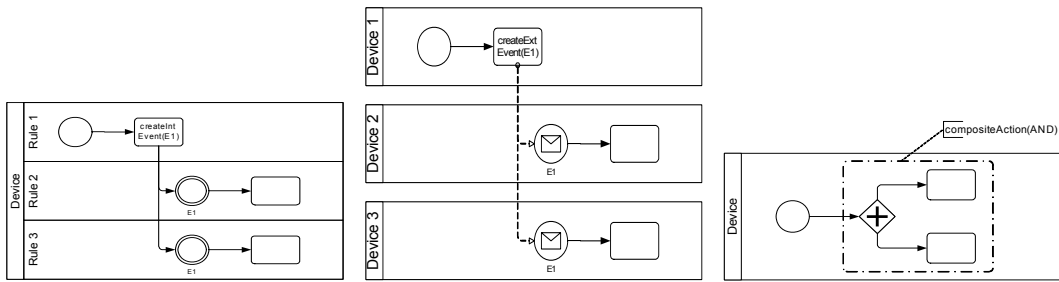 Device
Rule 1
createInt
Event(E1)
Rule 2
E1
Rule 3
E1
Device 1
createExt
Event(E1)
Device 2
E1
Device 3
E1
compositeAction(AND)
Device